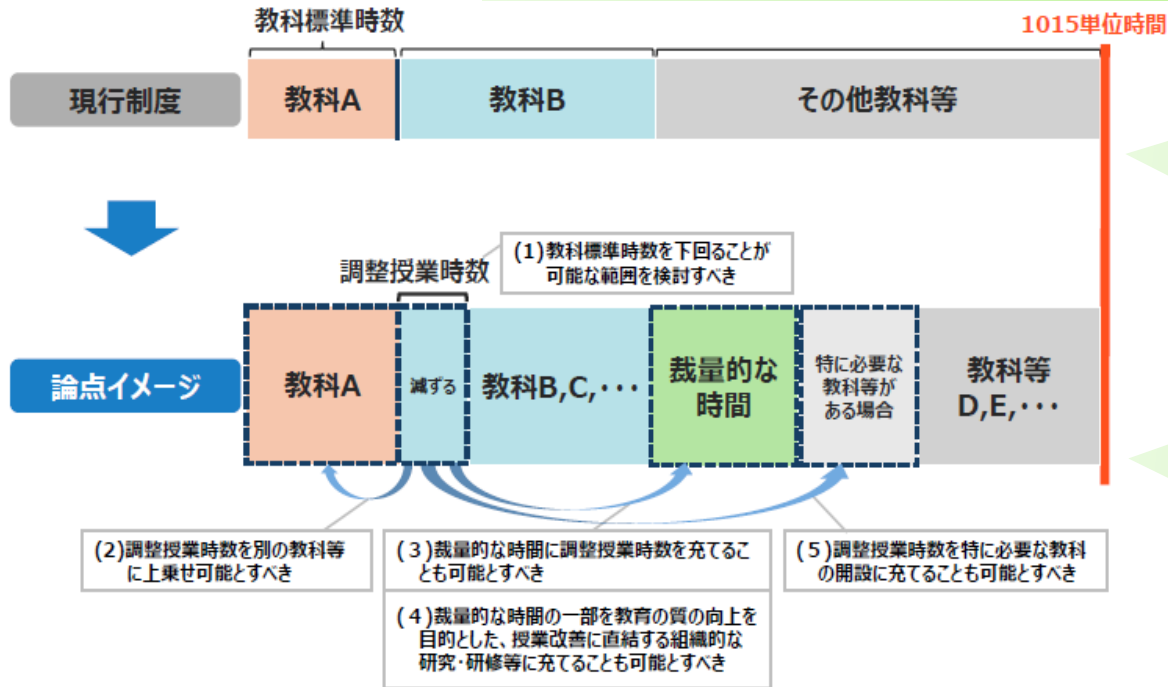 教科標準時数
1015単位時間
現行制度
教科A
教科B
その他教科等
調整授業時数
(1)教科標準時数を下回ることが
可能な範囲を検討すべき
論点イメージ
教科A
減ずる
教科B,C,･･･
裁量的な
時間
特に必要な
教科等が
ある場合
教科等
D,E,･･･
(2)調整授業時数を別の教科等
に上乗せ可能とすべき
(３)裁量的な時間に調整授業時数を充てるこ
とも可能とすべき
(５)調整授業時数を特に必要な教科
の開設に充てることも可能とすべき
(４)裁量的な時間の一部を教育の質の向上を
目的とした、授業改善に直結する組織的な
研究･研修等に充てることも可能とすべき